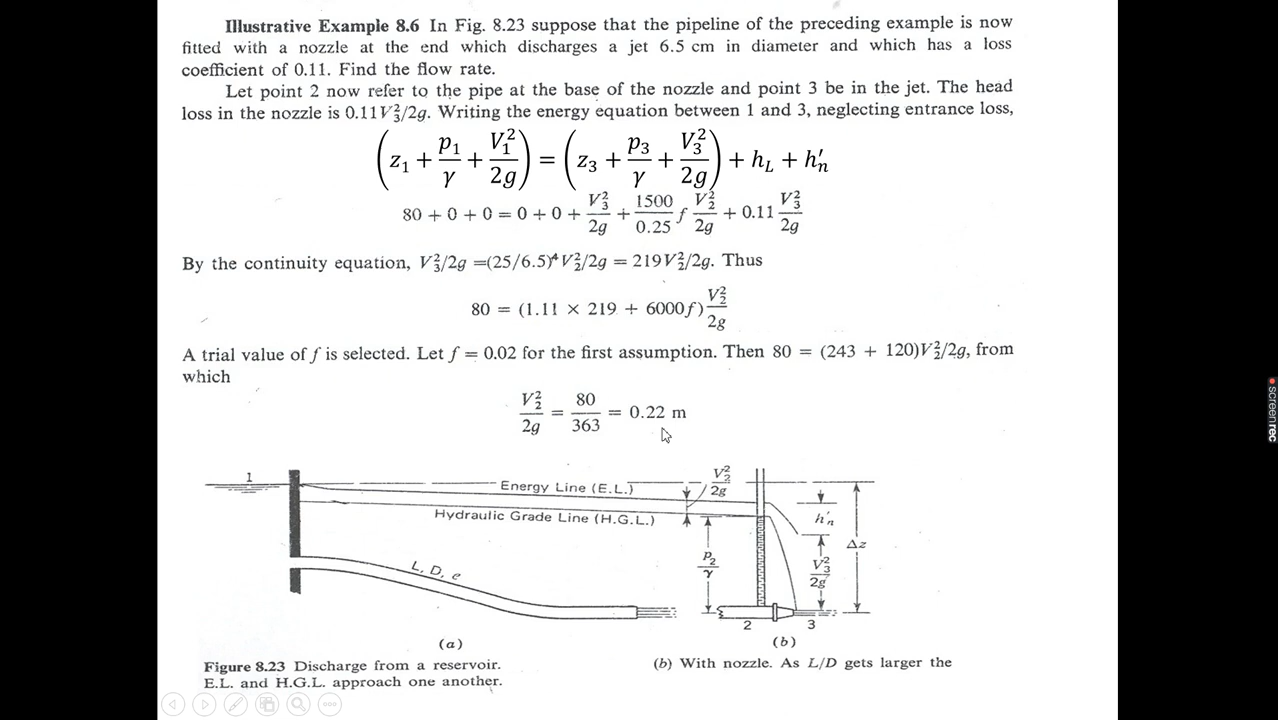 Illustrative Example 8.6 In Fig. 8.23 suppose that the pipeline of the preceding example is now
fitted with a nozzle at the end which discharges a jet 6.5 cm in diameter and which has a loss
coefficient of 0.11. Find the flow rate.
Let point 2 now refer to the pipe at the base of the nozzle and point 3 be in the jet. The head
loss in the nozzle is 0.11V₃²/2g. Writing the energy equation between 1 and 3, neglecting entrance loss,
(z₁ + p₁/γ + V₁²/2g) = (z₃ + p₃/γ + V₃²/2g) + h_L + h′ₙ
80 + 0 + 0 = 0 + 0 + V₃²/2g + 1500/0.25 f V₂²/2g + 0.11 V₃²/2g
By the continuity equation, V₃²/2g =(25/6.5)⁴V₂²/2g = 219V₂²/2g. Thus
80 = (1.11 × 219 + 6000f) V₂²/2g
A trial value of f is selected. Let f = 0.02 for the first assumption. Then 80 = (243 + 120)V₂²/2g, from
which
V₂²/2g = 80/363 = 0.22 m
1
Energy Line (E.L.)
V₂²/2g
Hydraulic Grade Line (H.G.L.)
h′ₙ
Δz
p₂/γ
V₃²/2g
L, D, e
2
3
(a)
(b)
Figure 8.23 Discharge from a reservoir.
(b) With nozzle. As L/D gets larger the
E.L. and H.G.L. approach one another.
screenrec